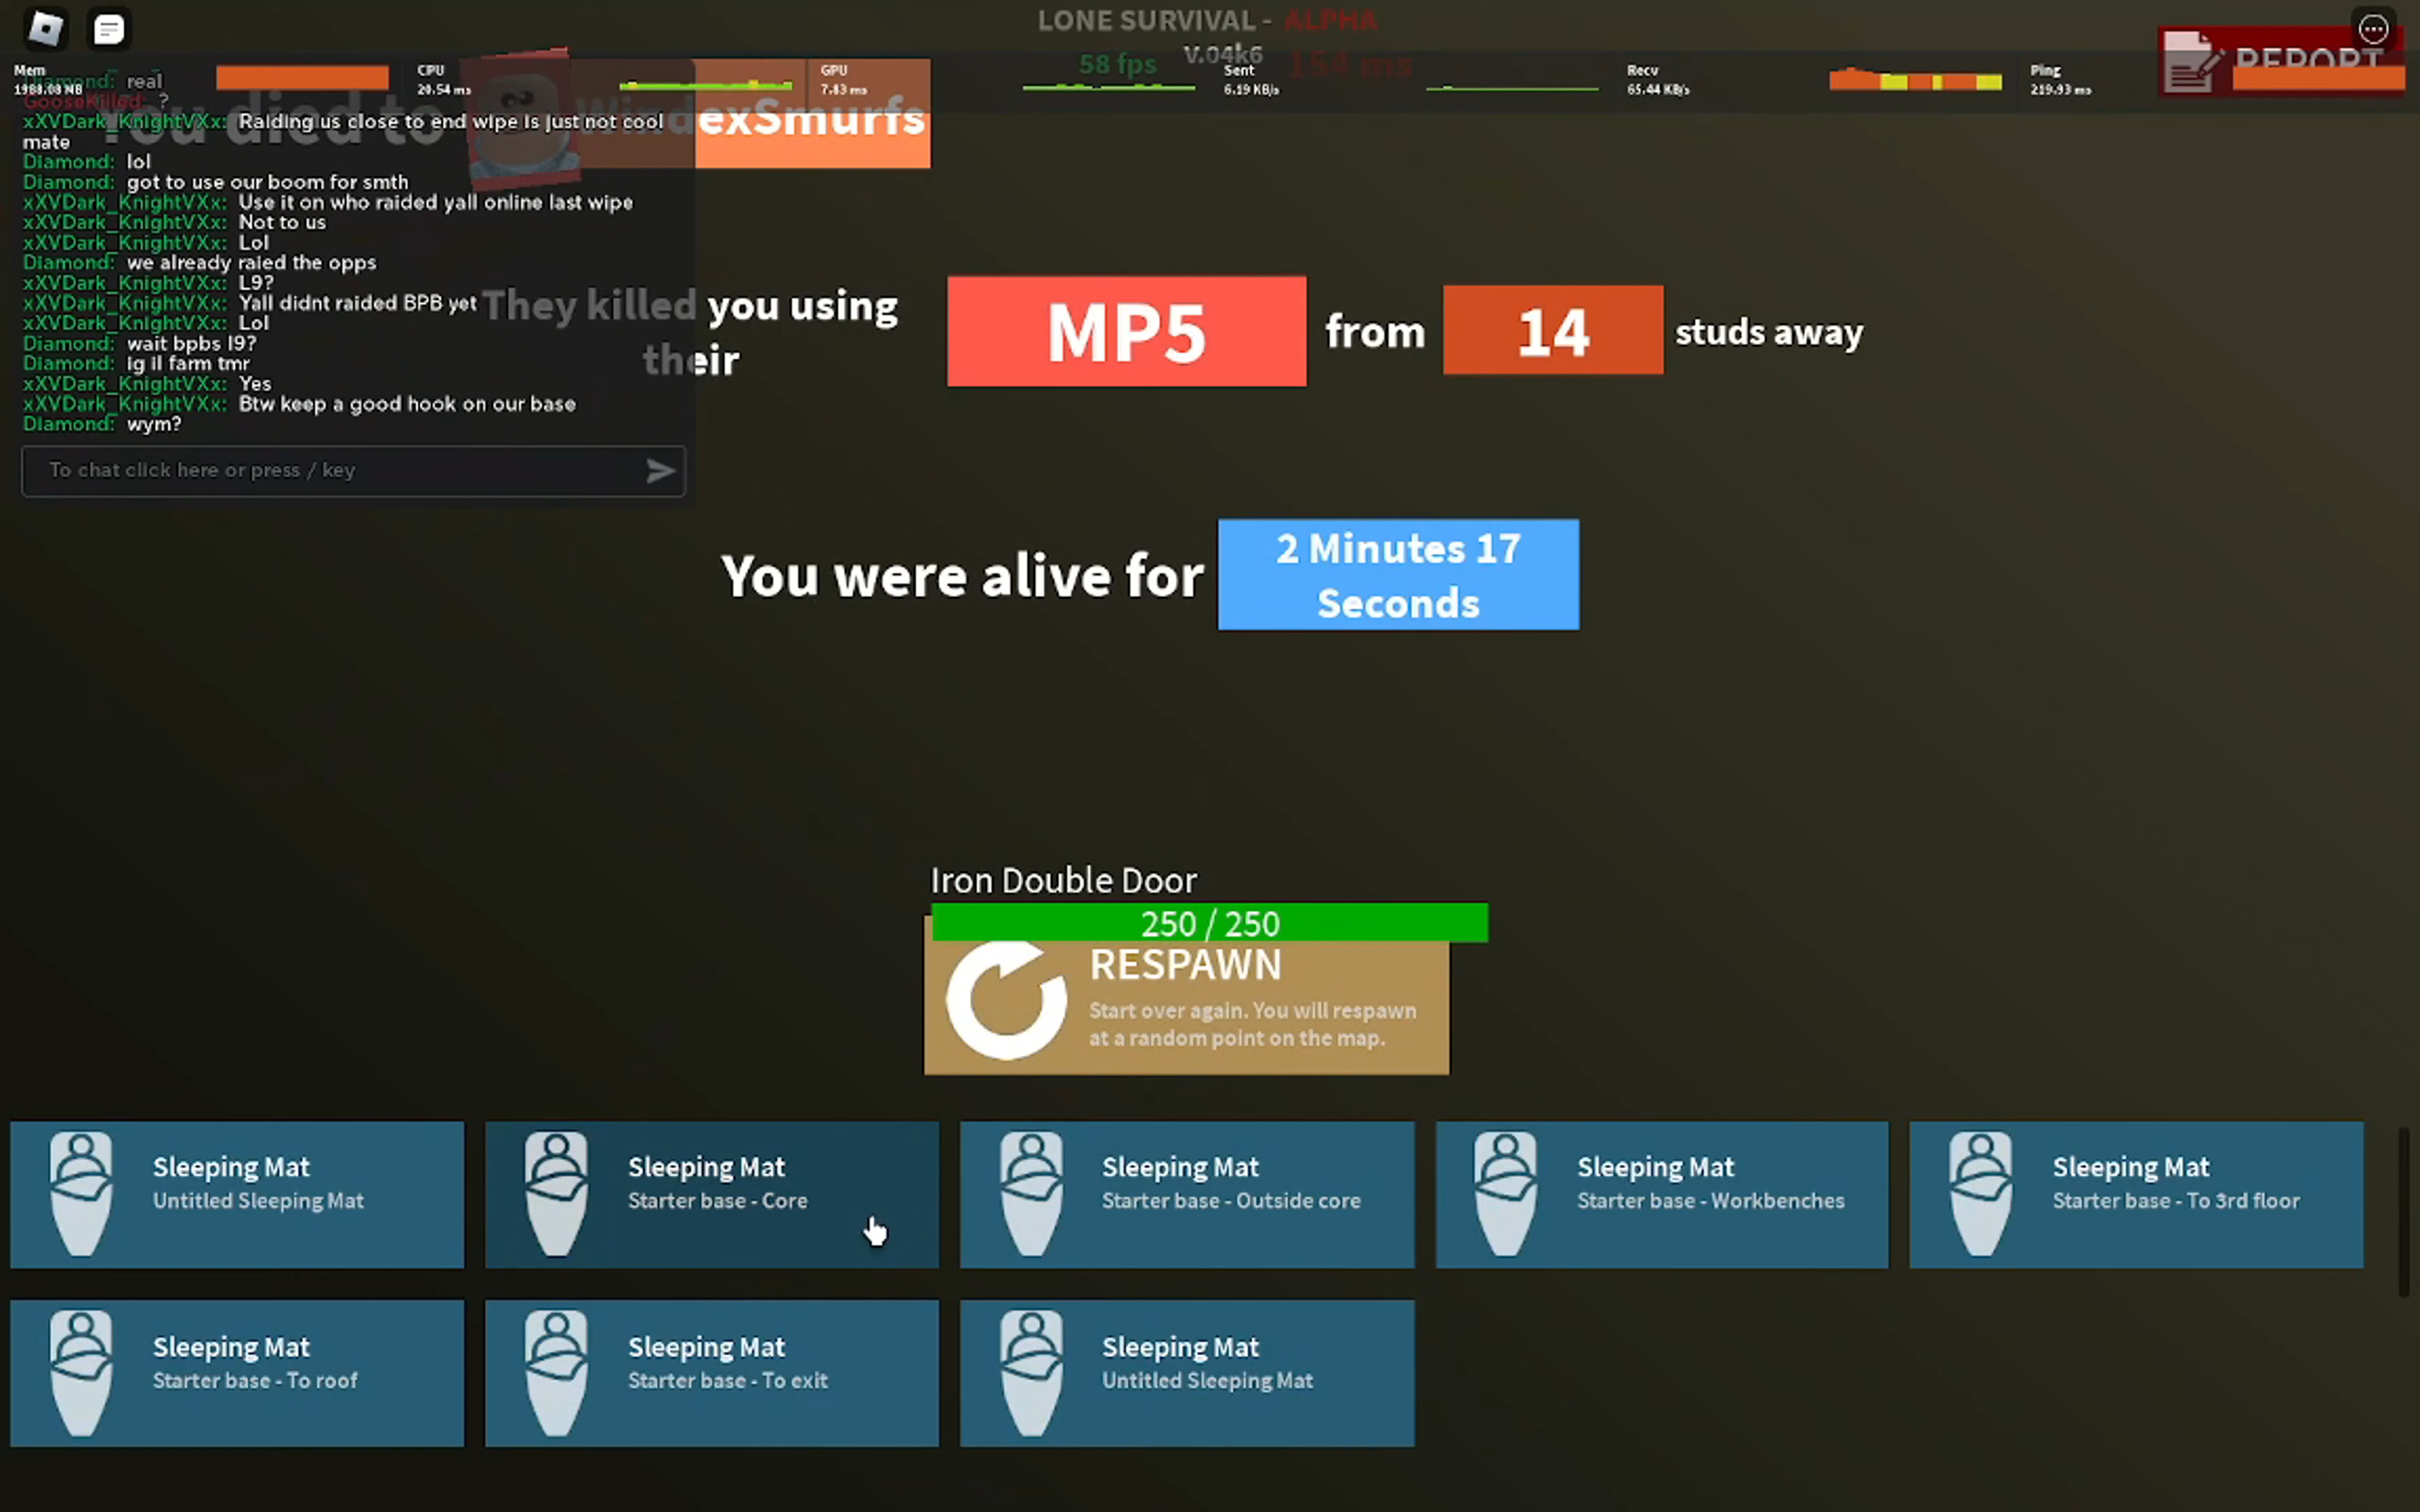 LONE SURVIVAL - ALPHA
V.04k6
58 fps
154 ms
REPORT
Mem
1988.08 MB
CPU
20.54 ms
GPU
7.83 ms
Sent
6.19 KB/s
Recv
65.44 KB/s
Ping
219.93 ms
You died to WindexSmurfs
Diamond: real
GooseKilled: ?
xXVDark_KnightVXx: Raiding us close to end wipe is just not cool
mate
Diamond: lol
Diamond: got to use our boom for smth
xXVDark_KnightVXx: Use it on who raided yall online last wipe
xXVDark_KnightVXx: Not to us
xXVDark_KnightVXx: Lol
Diamond: we already raied the opps
xXVDark_KnightVXx: L9?
xXVDark_KnightVXx: Yall didnt raided BPB yet
xXVDark_KnightVXx: Lol
Diamond: wait bpbs l9?
Diamond: ig il farm tmr
xXVDark_KnightVXx: Yes
xXVDark_KnightVXx: Btw keep a good hook on our base
Diamond: wym?
To chat click here or press / key
They killed you using
their
MP5
from
14
studs away
You were alive for
2 Minutes 17
Seconds
Iron Double Door
250 / 250
RESPAWN
Start over again. You will respawn
at a random point on the map.
Sleeping Mat
Untitled Sleeping Mat
Sleeping Mat
Starter base - Core
Sleeping Mat
Starter base - Outside core
Sleeping Mat
Starter base - Workbenches
Sleeping Mat
Starter base - To 3rd floor
Sleeping Mat
Starter base - To roof
Sleeping Mat
Starter base - To exit
Sleeping Mat
Untitled Sleeping Mat